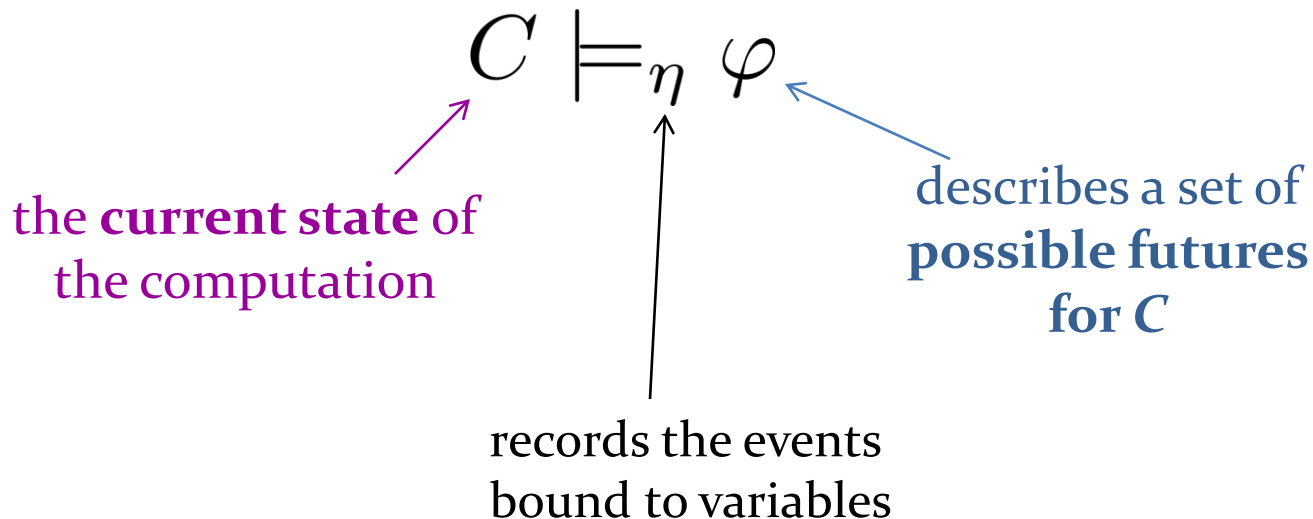 C ⊨η φ
the current state of
the computation
describes a set of
possible futures
for C
records the events
bound to variables